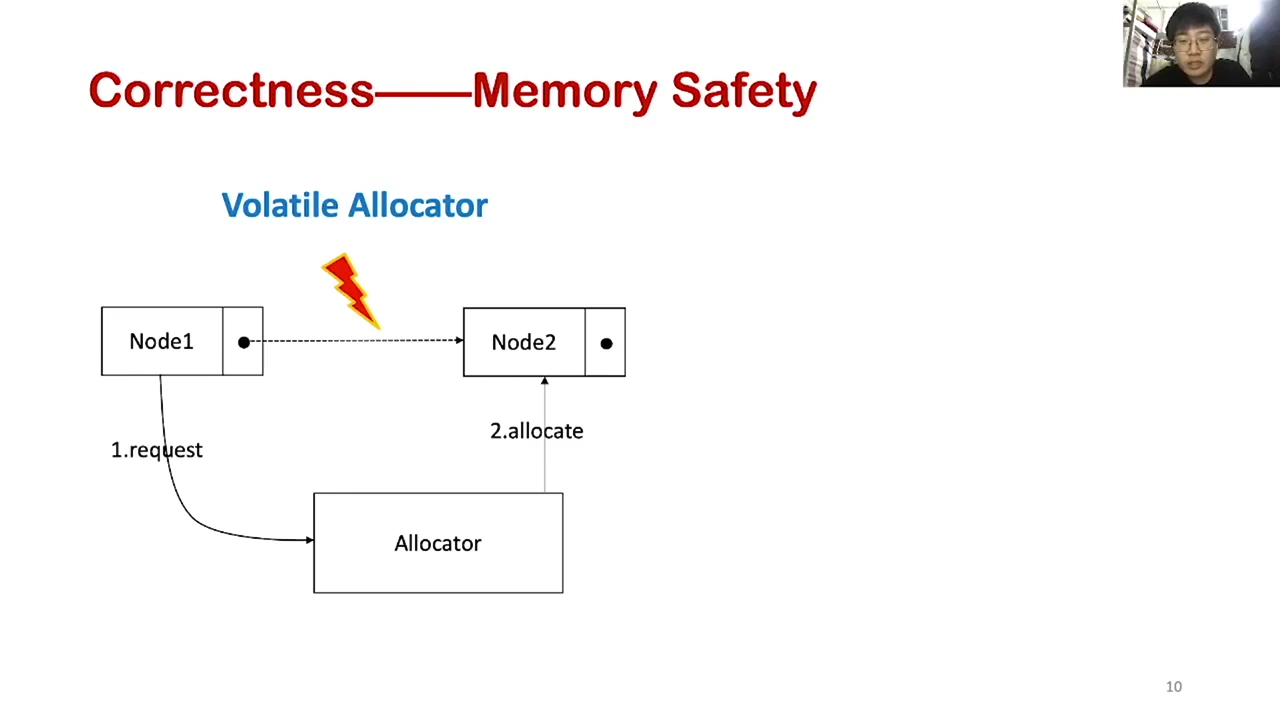 Correctness——Memory Safety
Volatile Allocator
Node1
Node2
2.allocate
1.request
Allocator
10